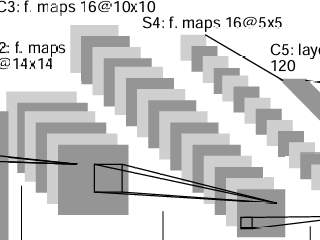 C3: f. maps 16@10x10
S4: f. maps 16@5x5
2: f. maps
@14x14
C5: laye
120